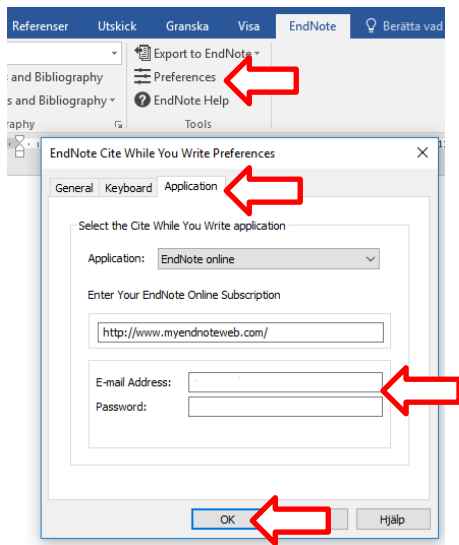 Referenser Utskick Granska Visa EndNote Berätta vad
Export to EndNote
and Bibliography Preferences
s and Bibliography EndNote Help
raphy Tools
EndNote Cite While You Write Preferences
General Keyboard Application
Select the Cite While You Write application
Application: EndNote online
Enter Your EndNote Online Subscription
http://www.myendnoteweb.com/
E-mail Address:
Password:
OK Hjälp